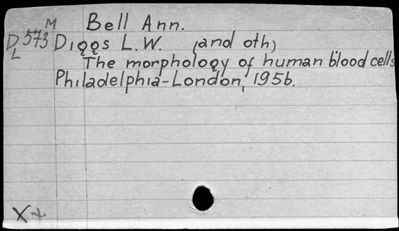 M Bell Ann.
D 573 Diggs L.W. (and oth)
L The morphology of human blood cells
Philadelphia-London, 1956.
X+